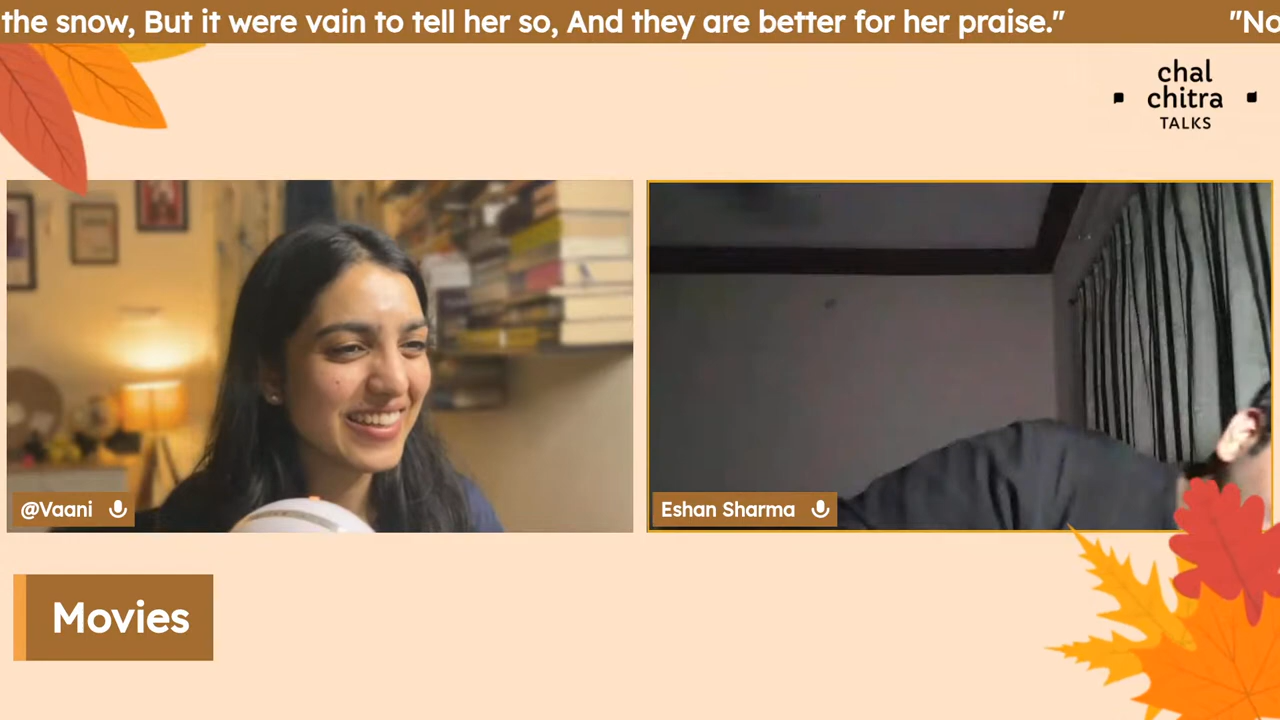 the snow, But it were vain to tell her so, And they are better for her praise." "No
chal
chitra
TALKS
@Vaani
Eshan Sharma
Movies